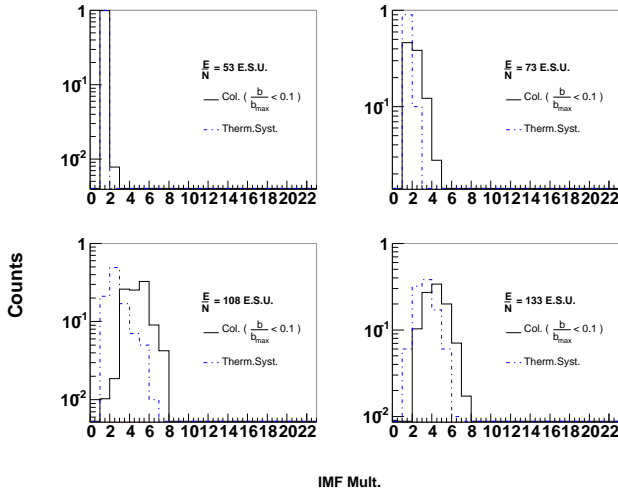 1
10⁻¹
10⁻²
0 2 4 6 8 10 12 14 16 18 20 22
E/N = 53 E.S.U.
Col. ( b/b_max < 0.1 )
Therm.Syst.
1
10⁻¹
0 2 4 6 8 10 12 14 16 18 20 22
E/N = 73 E.S.U.
Col. ( b/b_max < 0.1 )
Therm.Syst.
Counts
1
10⁻¹
10⁻²
0 2 4 6 8 10 12 14 16 18 20 22
E/N = 108 E.S.U.
Col. ( b/b_max < 0.1 )
Therm.Syst.
1
10⁻¹
10⁻²
0 2 4 6 8 10 12 14 16 18 20 22
E/N = 133 E.S.U.
Col. ( b/b_max < 0.1 )
Therm.Syst.
IMF Mult.